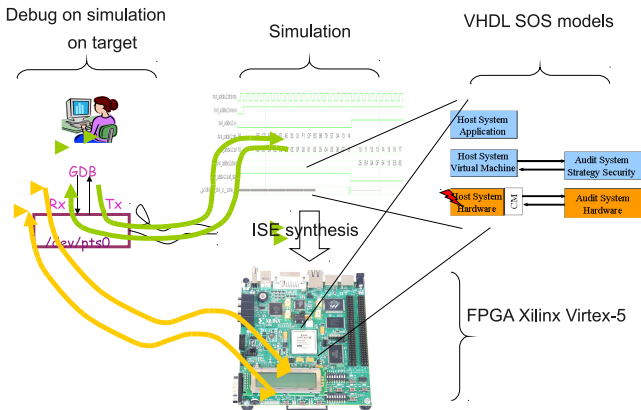 Debug on simulation
on target
Simulation
VHDL SOS models
Host System
Application
Host System
Virtual Machine
Audit System
Strategy Security
Host System
Hardware
CM
Audit System
Hardware
GDB
Rx
Tx
/dev/pts0
ISE synthesis
FPGA Xilinx Virtex-5